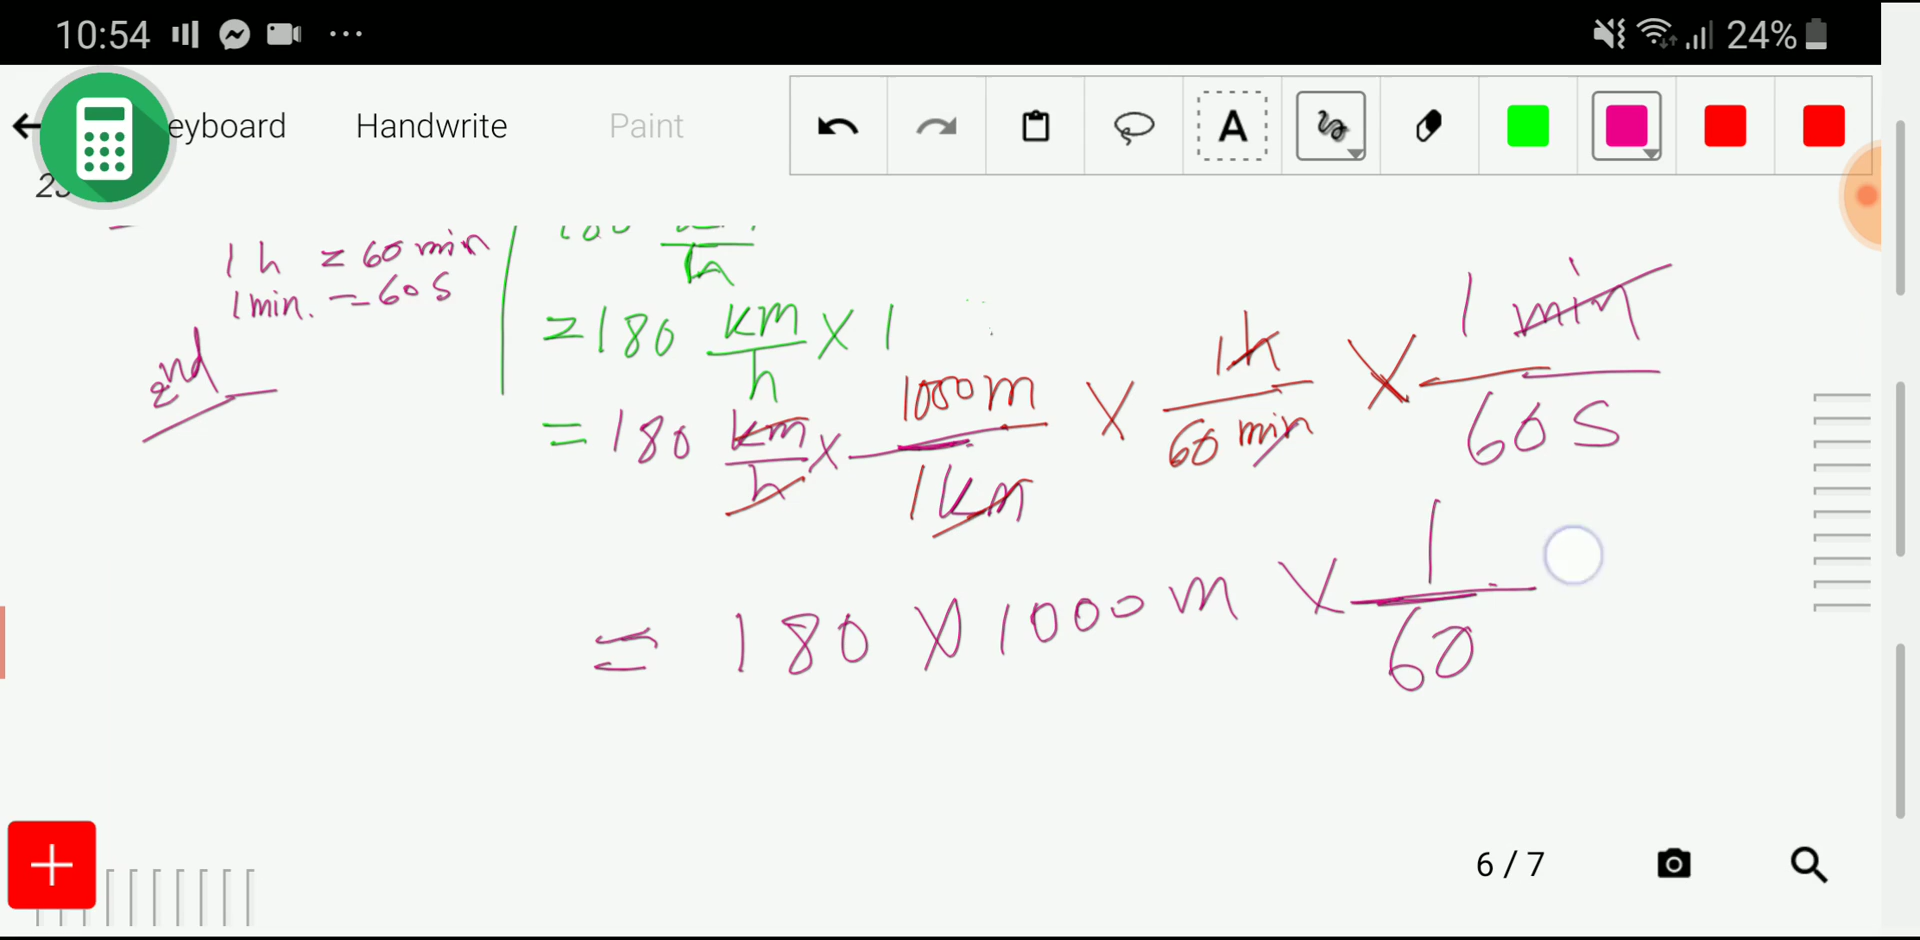 10:54 ... 24%
eyboard Handwrite Paint A
1 h = 60 min
1 min. = 60 S
2nd
h
= 180 km/h × 1
= 180 km/h × 1000 m/1 km × 1 h/60 min × 1 min/60 S
= 180 × 1000 m × 1/60
6 / 7